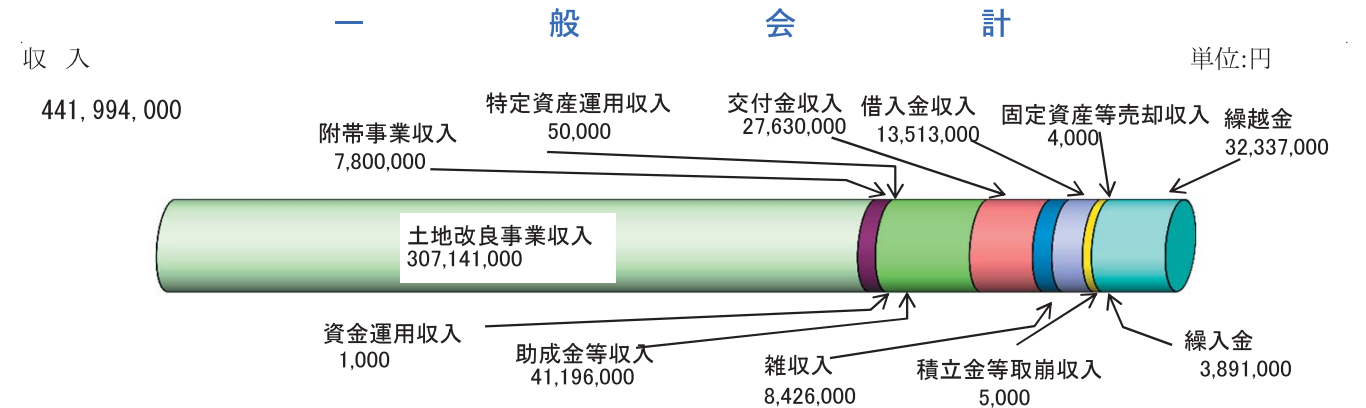 一般会計
収入
単位:円
441,994,000
特定資産運用収入
50,000
交付金収入
27,630,000
借入金収入
13,513,000
固定資産等売却収入
4,000
繰越金
32,337,000
附帯事業収入
7,800,000
土地改良事業収入
307,141,000
資金運用収入
1,000
助成金等収入
41,196,000
雑収入
8,426,000
積立金等取崩収入
5,000
繰入金
3,891,000